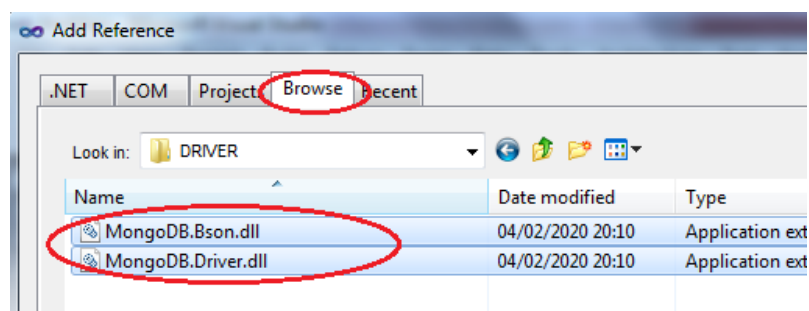 Add Reference
.NET COM Projects Browse Recent
Look in: DRIVER
Name Date modified Type
MongoDB.Bson.dll 04/02/2020 20:10 Application ext
MongoDB.Driver.dll 04/02/2020 20:10 Application ext